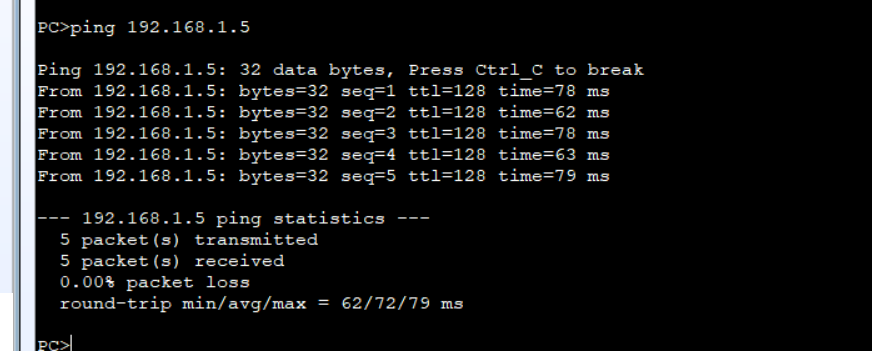 PC>ping 192.168.1.5
Ping 192.168.1.5: 32 data bytes, Press Ctrl_C to break
From 192.168.1.5: bytes=32 seq=1 ttl=128 time=78 ms
From 192.168.1.5: bytes=32 seq=2 ttl=128 time=62 ms
From 192.168.1.5: bytes=32 seq=3 ttl=128 time=78 ms
From 192.168.1.5: bytes=32 seq=4 ttl=128 time=63 ms
From 192.168.1.5: bytes=32 seq=5 ttl=128 time=79 ms
--- 192.168.1.5 ping statistics ---
5 packet(s) transmitted
5 packet(s) received
0.00% packet loss
round-trip min/avg/max = 62/72/79 ms
PC>